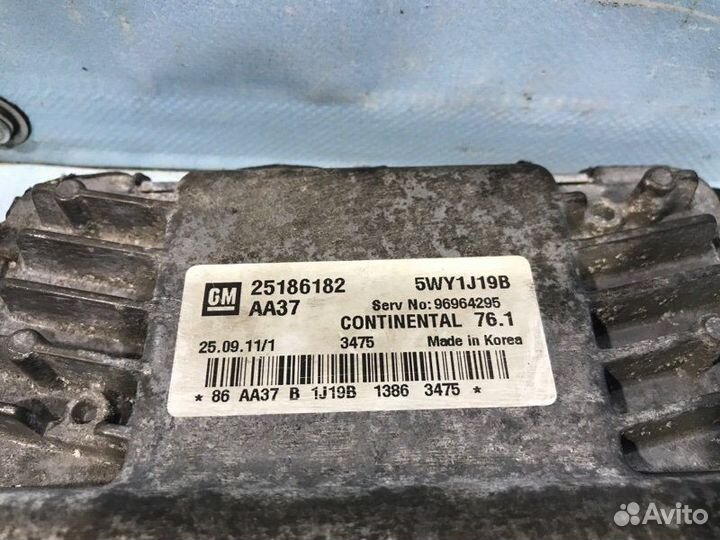 GM 25186182 5WY1J19B
AA37 Serv No: 96964295
CONTINENTAL 76.1
25.09.11/1 3475 Made in Korea
* 86 AA37 B 1J19B 1386 3475 *
Avito